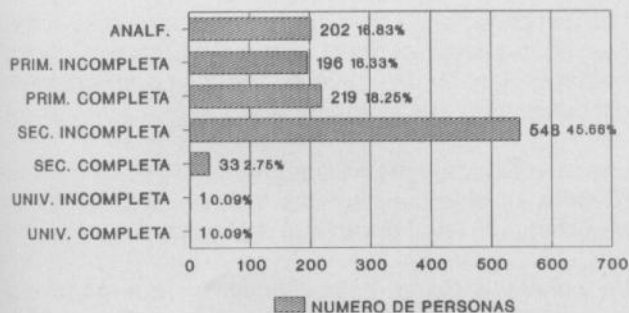 ANALF. 202 16.83%
PRIM. INCOMPLETA 196 16.33%
PRIM. COMPLETA 219 18.25%
SEC. INCOMPLETA 548 45.66%
SEC. COMPLETA 33 2.75%
UNIV. INCOMPLETA 1 0.09%
UNIV. COMPLETA 1 0.09%
0 100 200 300 400 500 600 700
NUMERO DE PERSONAS